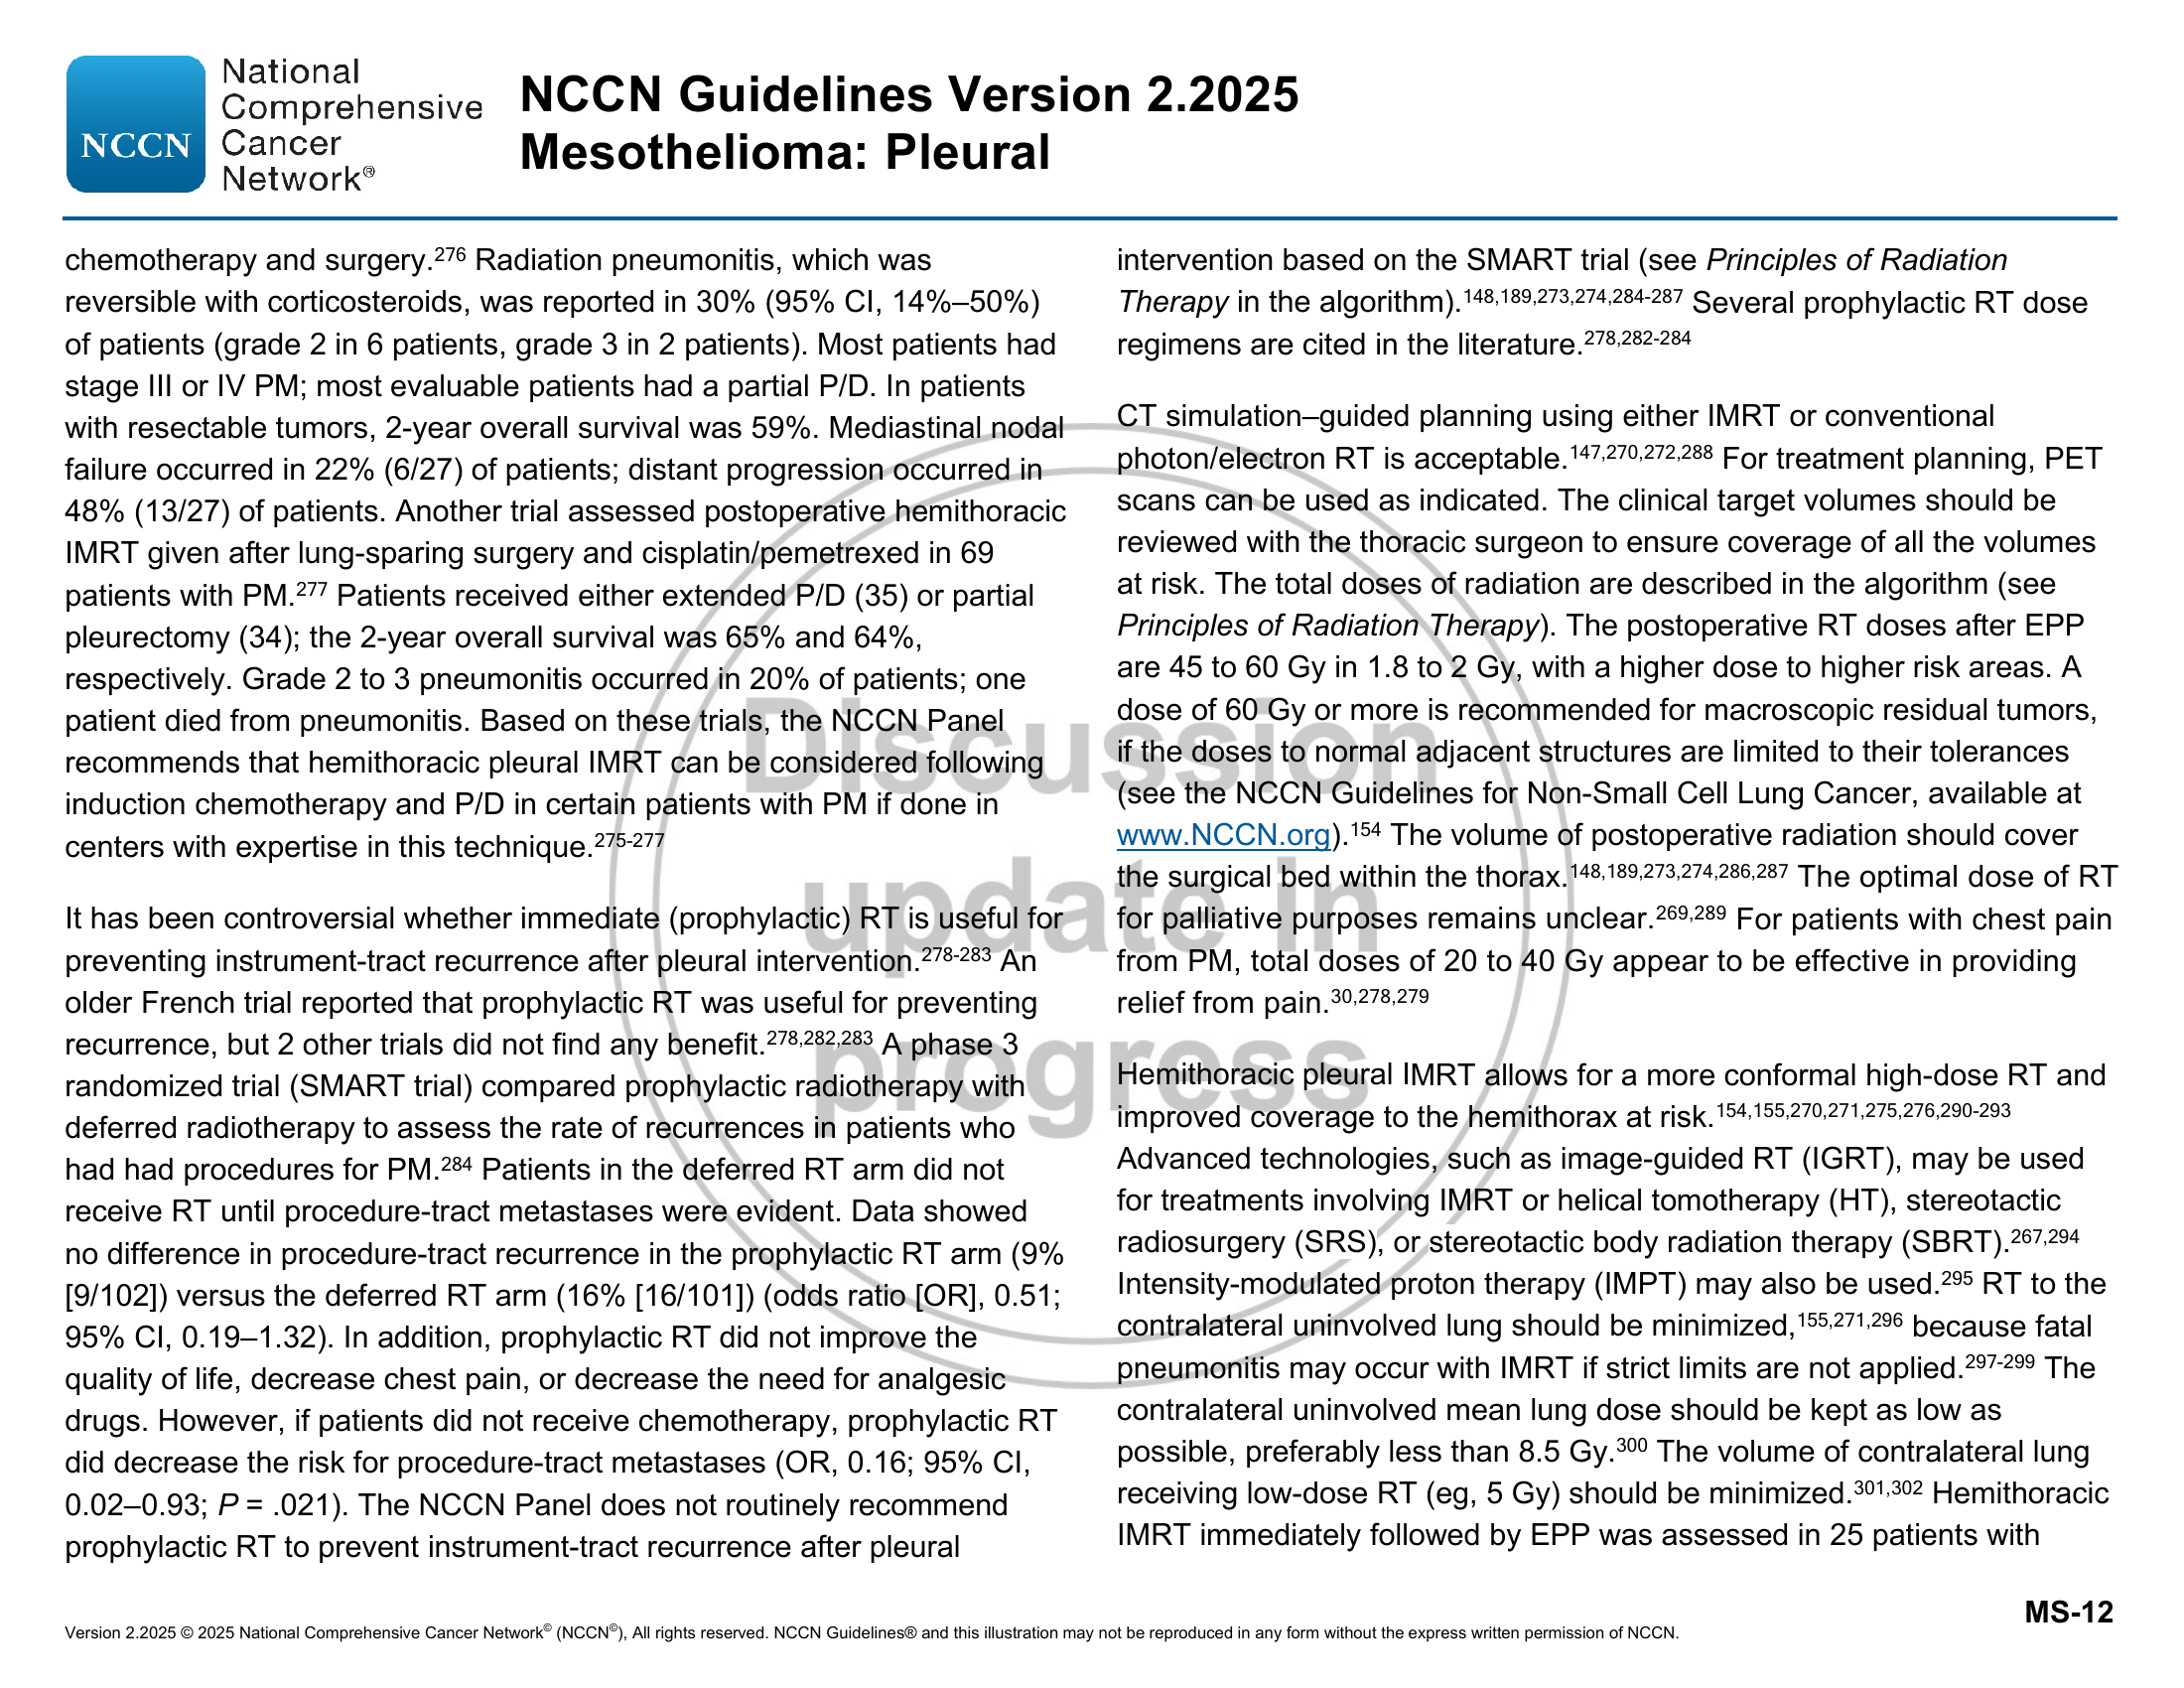 NCCN
National
Comprehensive
Cancer
Network®
NCCN Guidelines Version 2.2025
Mesothelioma: Pleural
chemotherapy and surgery.276 Radiation pneumonitis, which was
reversible with corticosteroids, was reported in 30% (95% CI, 14%–50%)
of patients (grade 2 in 6 patients, grade 3 in 2 patients). Most patients had
stage III or IV PM; most evaluable patients had a partial P/D. In patients
with resectable tumors, 2-year overall survival was 59%. Mediastinal nodal
failure occurred in 22% (6/27) of patients; distant progression occurred in
48% (13/27) of patients. Another trial assessed postoperative hemithoracic
IMRT given after lung-sparing surgery and cisplatin/pemetrexed in 69
patients with PM.277 Patients received either extended P/D (35) or partial
pleurectomy (34); the 2-year overall survival was 65% and 64%,
respectively. Grade 2 to 3 pneumonitis occurred in 20% of patients; one
patient died from pneumonitis. Based on these trials, the NCCN Panel
recommends that hemithoracic pleural IMRT can be considered following
induction chemotherapy and P/D in certain patients with PM if done in
centers with expertise in this technique.275-277
It has been controversial whether immediate (prophylactic) RT is useful for
preventing instrument-tract recurrence after pleural intervention.278-283 An
older French trial reported that prophylactic RT was useful for preventing
recurrence, but 2 other trials did not find any benefit.278,282,283 A phase 3
randomized trial (SMART trial) compared prophylactic radiotherapy with
deferred radiotherapy to assess the rate of recurrences in patients who
had had procedures for PM.284 Patients in the deferred RT arm did not
receive RT until procedure-tract metastases were evident. Data showed
no difference in procedure-tract recurrence in the prophylactic RT arm (9%
[9/102]) versus the deferred RT arm (16% [16/101]) (odds ratio [OR], 0.51;
95% CI, 0.19–1.32). In addition, prophylactic RT did not improve the
quality of life, decrease chest pain, or decrease the need for analgesic
drugs. However, if patients did not receive chemotherapy, prophylactic RT
did decrease the risk for procedure-tract metastases (OR, 0.16; 95% CI,
0.02–0.93; P = .021). The NCCN Panel does not routinely recommend
prophylactic RT to prevent instrument-tract recurrence after pleural
intervention based on the SMART trial (see Principles of Radiation
Therapy in the algorithm).148,189,273,274,284-287 Several prophylactic RT dose
regimens are cited in the literature.278,282-284
CT simulation–guided planning using either IMRT or conventional
photon/electron RT is acceptable.147,270,272,288 For treatment planning, PET
scans can be used as indicated. The clinical target volumes should be
reviewed with the thoracic surgeon to ensure coverage of all the volumes
at risk. The total doses of radiation are described in the algorithm (see
Principles of Radiation Therapy). The postoperative RT doses after EPP
are 45 to 60 Gy in 1.8 to 2 Gy, with a higher dose to higher risk areas. A
dose of 60 Gy or more is recommended for macroscopic residual tumors,
if the doses to normal adjacent structures are limited to their tolerances
(see the NCCN Guidelines for Non-Small Cell Lung Cancer, available at
www.NCCN.org).154 The volume of postoperative radiation should cover
the surgical bed within the thorax.148,189,273,274,286,287 The optimal dose of RT
for palliative purposes remains unclear.269,289 For patients with chest pain
from PM, total doses of 20 to 40 Gy appear to be effective in providing
relief from pain.30,278,279
Hemithoracic pleural IMRT allows for a more conformal high-dose RT and
improved coverage to the hemithorax at risk.154,155,270,271,275,276,290-293
Advanced technologies, such as image-guided RT (IGRT), may be used
for treatments involving IMRT or helical tomotherapy (HT), stereotactic
radiosurgery (SRS), or stereotactic body radiation therapy (SBRT).267,294
Intensity-modulated proton therapy (IMPT) may also be used.295 RT to the
contralateral uninvolved lung should be minimized,155,271,296 because fatal
pneumonitis may occur with IMRT if strict limits are not applied.297-299 The
contralateral uninvolved mean lung dose should be kept as low as
possible, preferably less than 8.5 Gy.300 The volume of contralateral lung
receiving low-dose RT (eg, 5 Gy) should be minimized.301,302 Hemithoracic
IMRT immediately followed by EPP was assessed in 25 patients with
Discussion
update in
progress
MS-12
Version 2.2025 © 2025 National Comprehensive Cancer Network© (NCCN©), All rights reserved. NCCN Guidelines® and this illustration may not be reproduced in any form without the express written permission of NCCN.